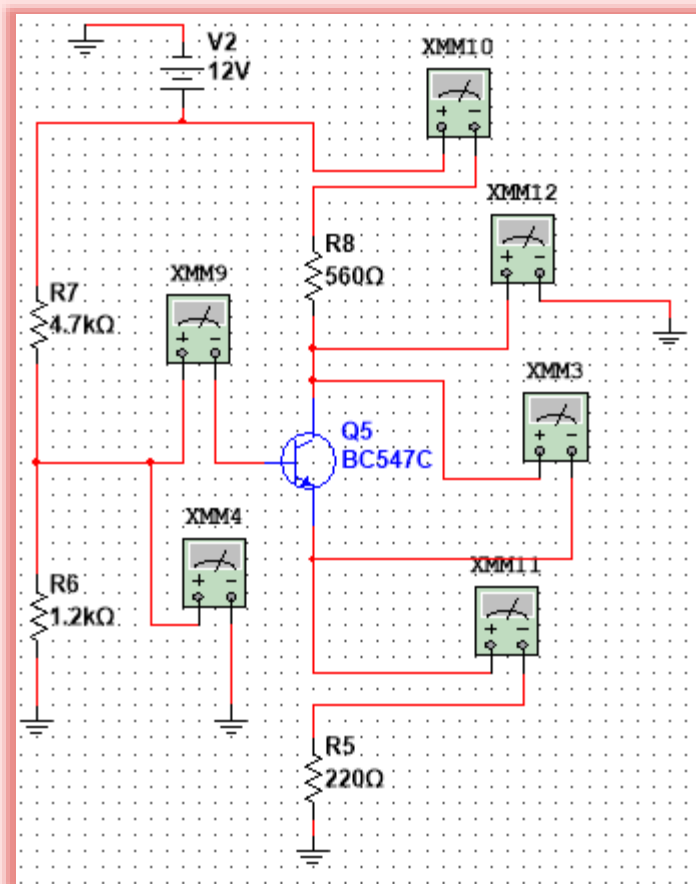 V2
12V
XMM10
+ -
XMM12
+ -
R8
560Ω
XMM9
+ -
R7
4.7kΩ
XMM3
+ -
Q5
BC547C
XMM4
+ -
XMM11
+ -
R6
1.2kΩ
R5
220Ω